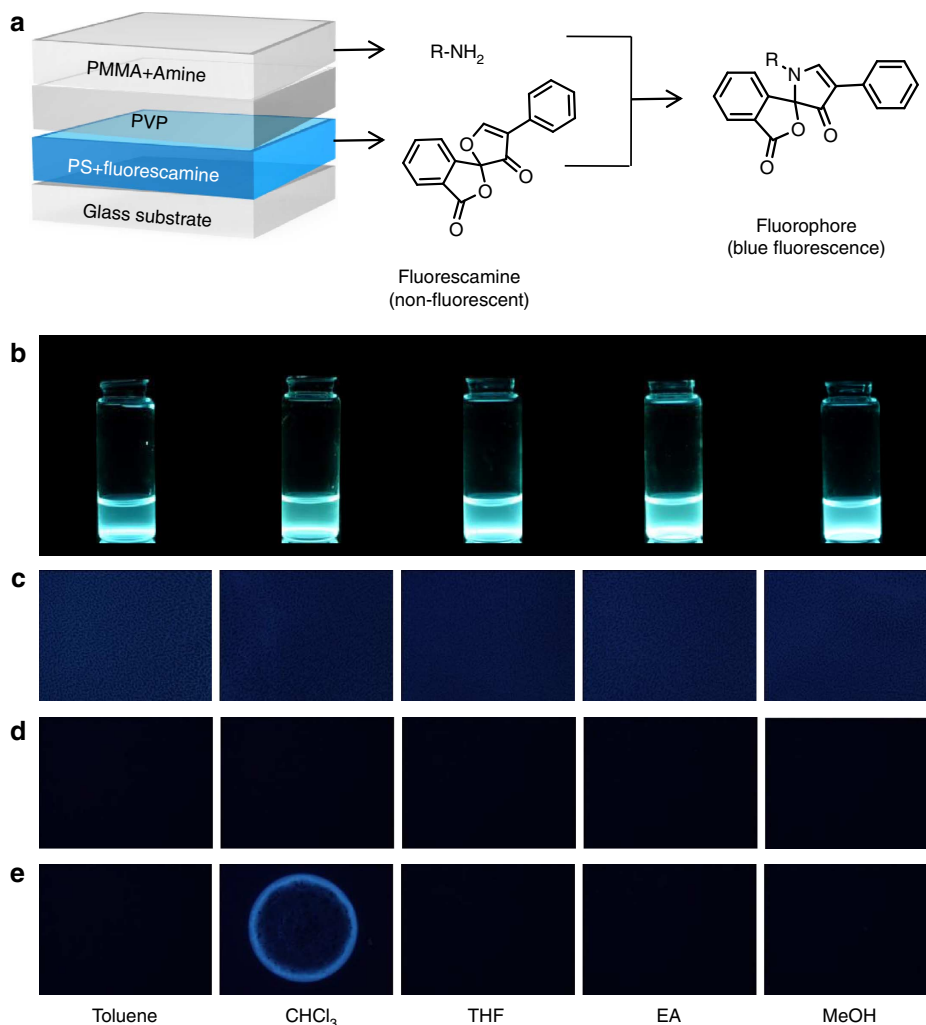 a
PMMA+Amine
PVP
PS+fluorescamine
Glass substrate
R-NH₂
O
O
O
O
Fluorescamine
(non-fluorescent)
R
N
O
O
O
Fluorophore
(blue fluorescence)
b
c
d
e
Toluene
CHCl₃
THF
EA
MeOH